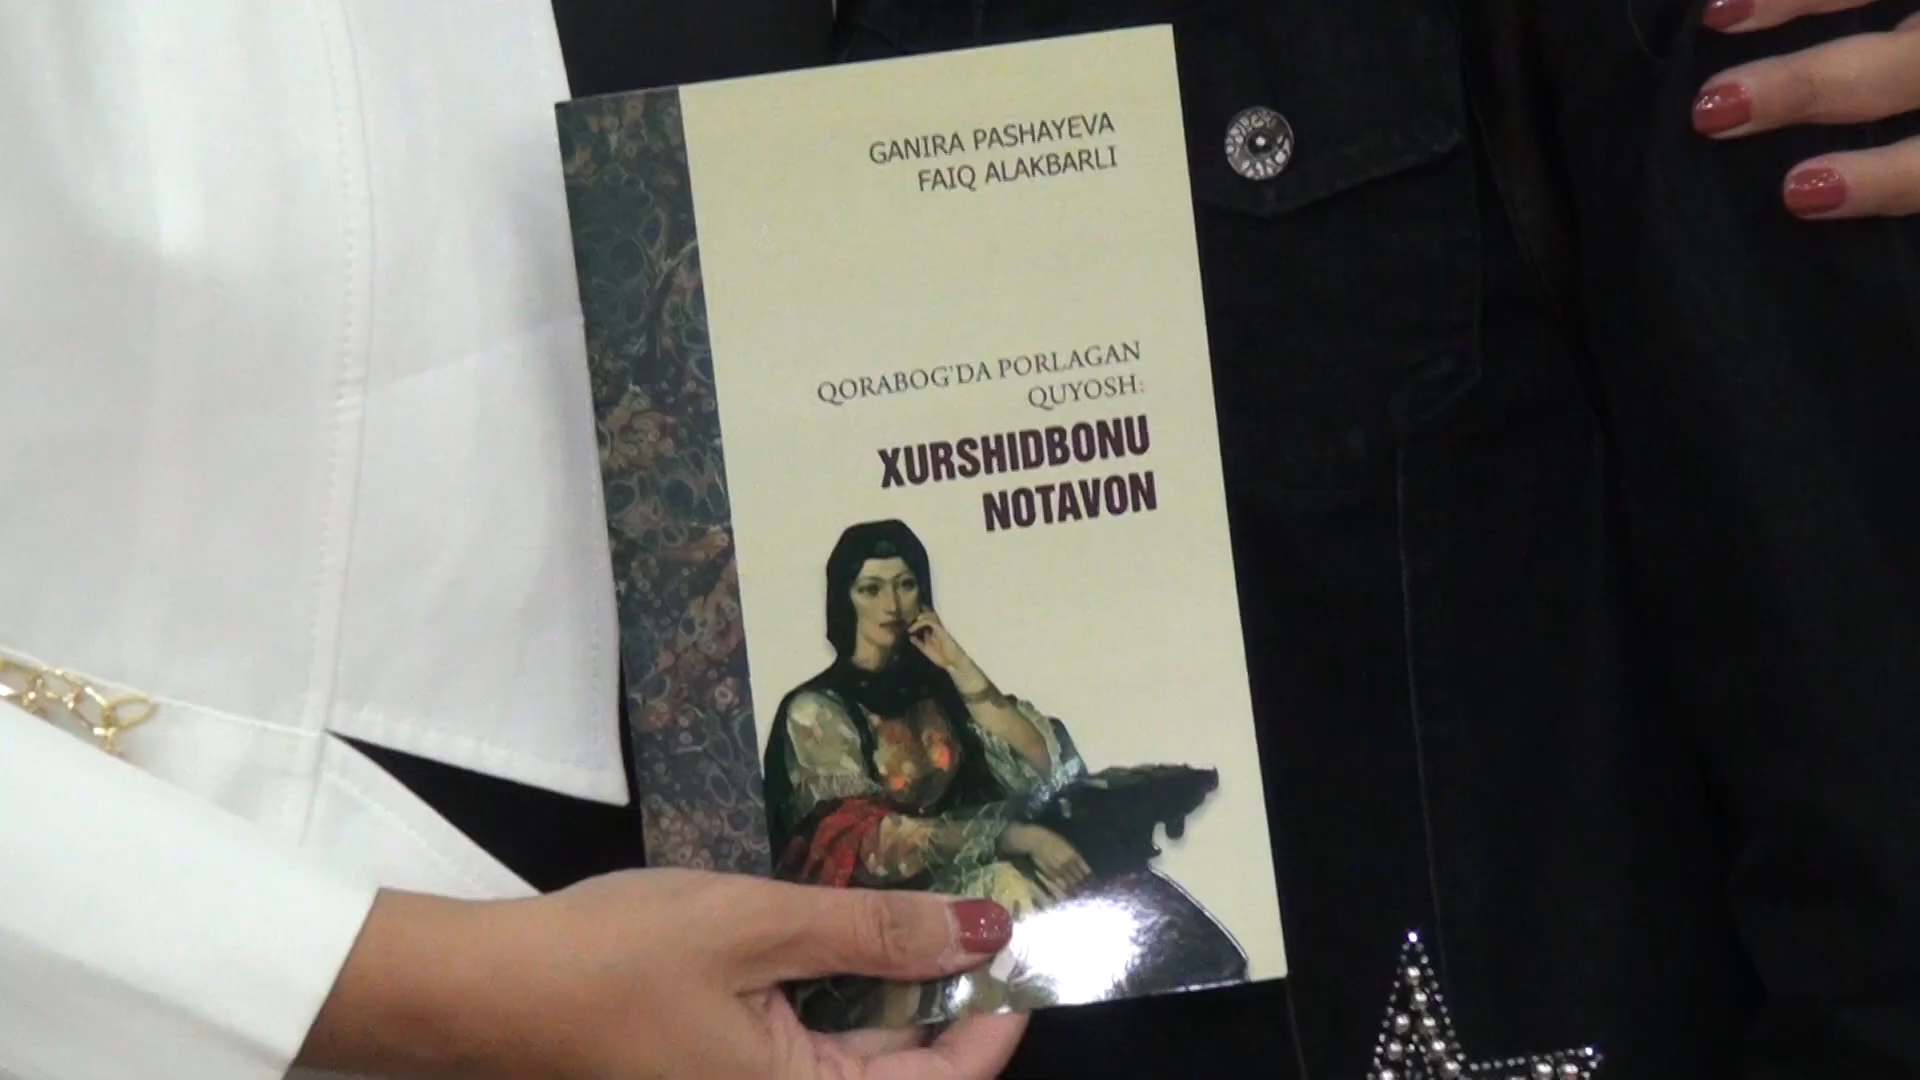 GANIRA PASHAYEVA
FAIQ ALAKBARLI
QORABOG'DA PORLAGAN
QUYOSH:
XURSHIDBONU
NOTAVON